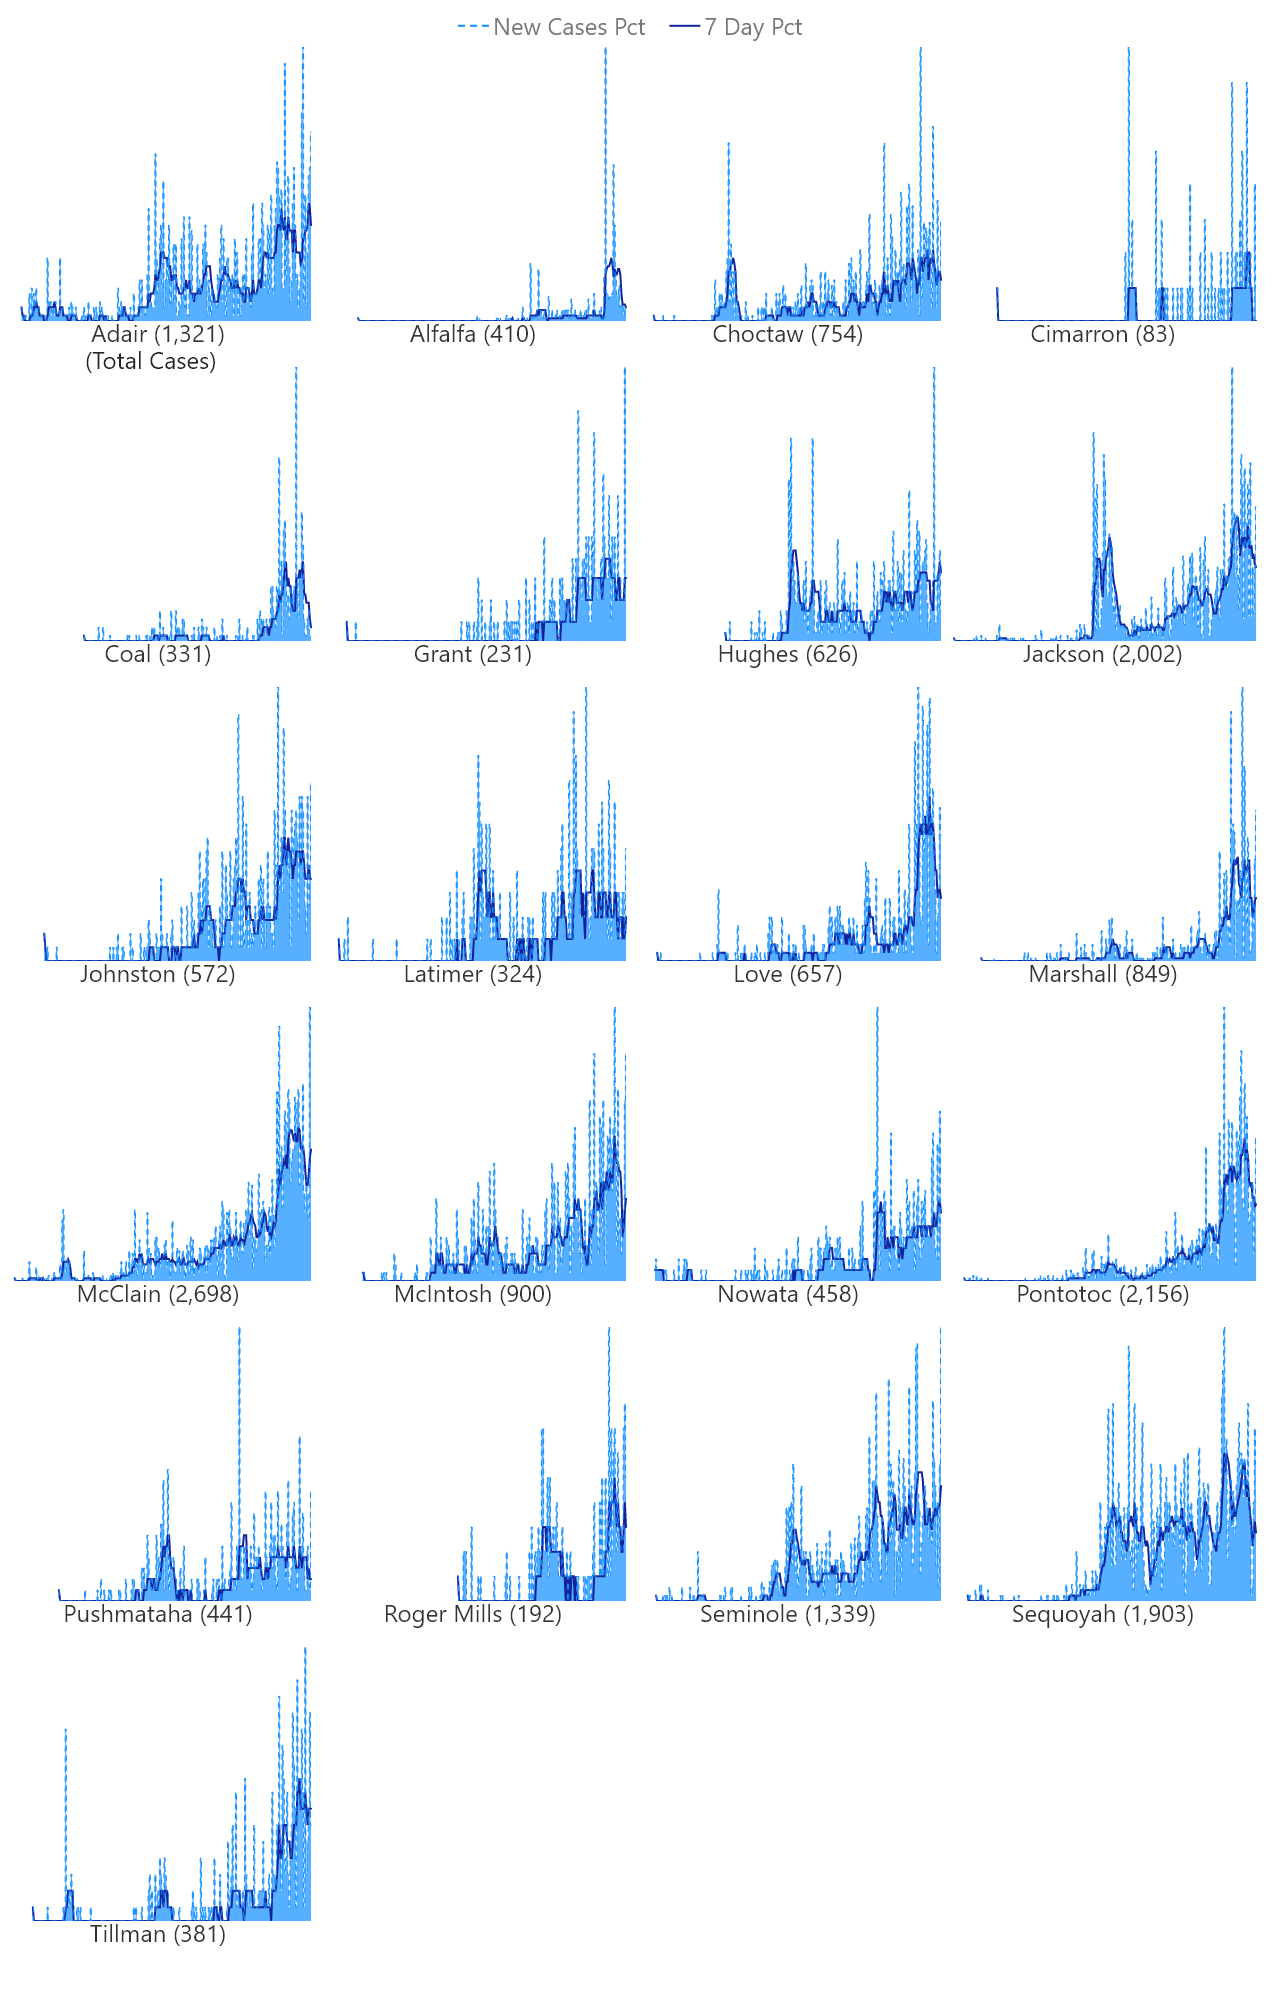 New Cases Pct 7 Day Pct
Adair (1,321) Alfalfa (410) Choctaw (754) Cimarron (83)
(Total Cases)
Coal (331) Grant (231) Hughes (626) Jackson (2,002)
Johnston (572) Latimer (324) Love (657) Marshall (849)
McClain (2,698) McIntosh (900) Nowata (458) Pontotoc (2,156)
Pushmataha (441) Roger Mills (192) Seminole (1,339) Sequoyah (1,903)
Tillman (381)